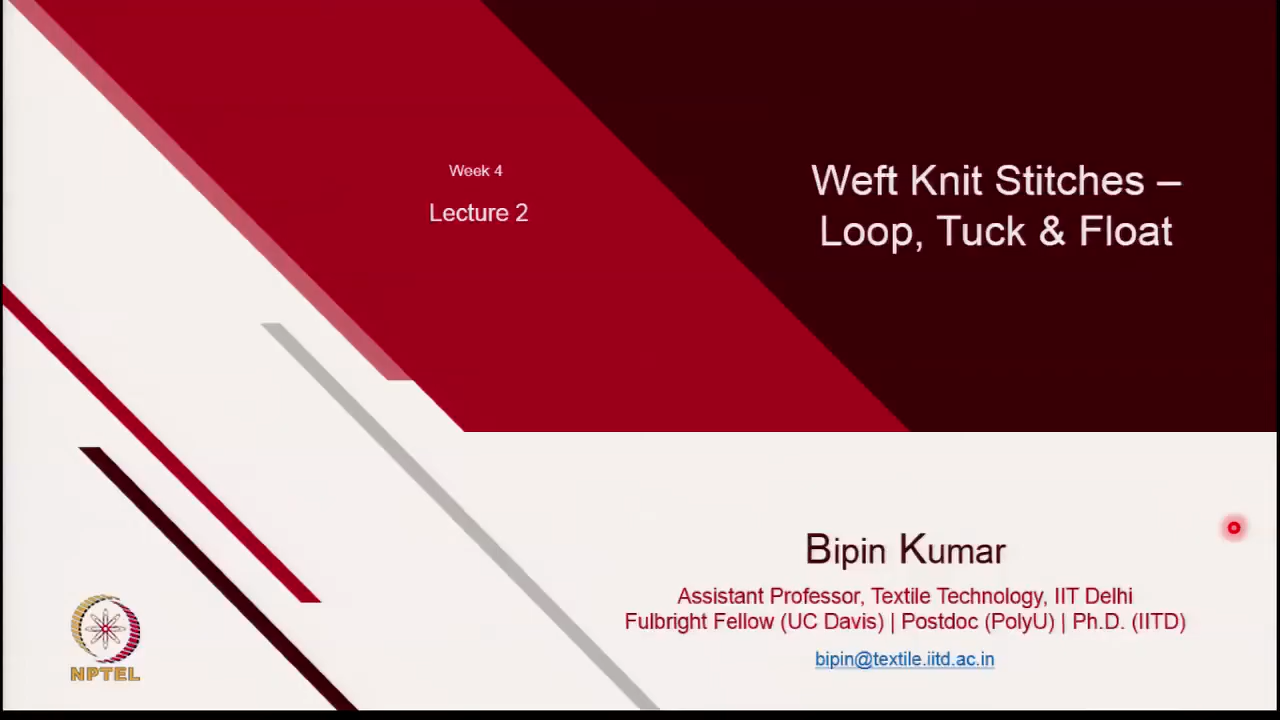 Week 4
Lecture 2
Weft Knit Stitches –
Loop, Tuck & Float
Bipin Kumar
Assistant Professor, Textile Technology, IIT Delhi
Fulbright Fellow (UC Davis) | Postdoc (PolyU) | Ph.D. (IITD)
bipin@textile.iitd.ac.in
NPTEL